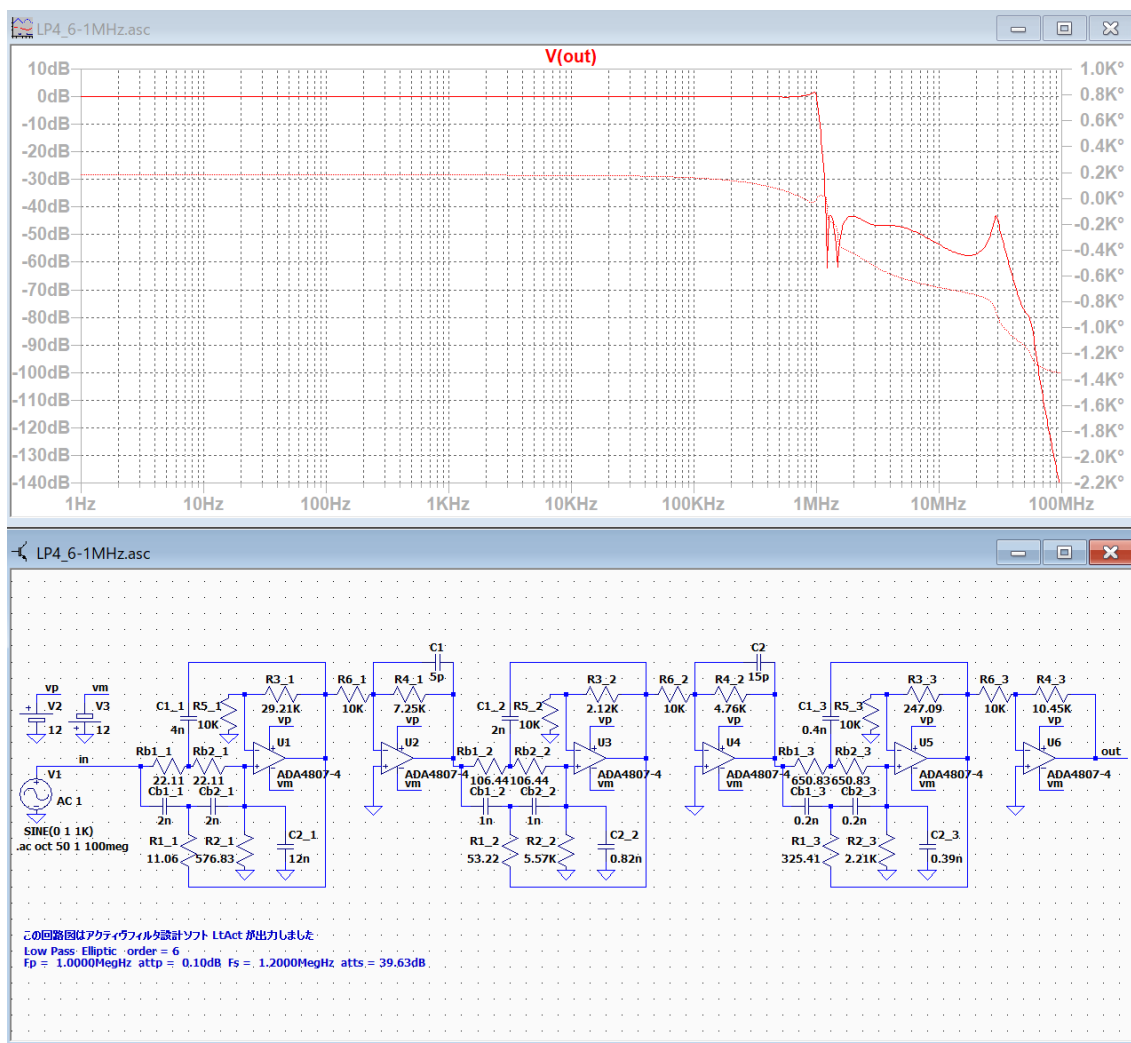 LP4_6-1MHz.asc
V(out)
10dB
0dB
-10dB
-20dB
-30dB
-40dB
-50dB
-60dB
-70dB
-80dB
-90dB
-100dB
-110dB
-120dB
-130dB
-140dB
1.0K°
0.8K°
0.6K°
0.4K°
0.2K°
0.0K°
-0.2K°
-0.4K°
-0.6K°
-0.8K°
-1.0K°
-1.2K°
-1.4K°
-1.6K°
-1.8K°
-2.0K°
-2.2K°
1Hz 10Hz 100Hz 1KHz 10KHz 100KHz 1MHz 10MHz 100MHz
LP4_6-1MHz.asc
vp
V2
12
vm
V3
12
in
V1
AC 1
SINE(0 1 1K)
.ac oct 50 1 100meg
C1_1
4n
R5_1
10K
R3_1
29.21K
vp
U1
ADA4807-4
vm
Rb1_1
22.11
Rb2_1
22.11
Cb1_1
2n
Cb2_1
2n
R1_1
11.06
R2_1
576.83
C2_1
12n
R6_1
10K
C1
5p
R4_1
7.25K
vp
U2
ADA4807-4
vm
C1_2
2n
R5_2
10K
R3_2
2.12K
vp
U3
ADA4807-4
vm
Rb1_2
106.44
Rb2_2
106.44
Cb1_2
1n
Cb2_2
1n
R1_2
53.22
R2_2
5.57K
C2_2
0.82n
R6_2
10K
C2
15p
R4_2
4.76K
vp
U4
ADA4807-4
vm
C1_3
0.4n
R5_3
10K
R3_3
247.09
vp
U5
ADA4807-4
vm
Rb1_3
650.83
Rb2_3
650.83
Cb1_3
0.2n
Cb2_3
0.2n
R1_3
325.41
R2_3
2.21K
C2_3
0.39n
R6_3
10K
R4_3
10.45K
vp
U6
ADA4807-4
vm
out
この回路図はアクティヴフィルタ設計ソフト LtAct が出力しました
Low Pass Elliptic order = 6
Fp = 1.0000MegHz attp = 0.10dB Fs = 1.2000MegHz atts = 39.63dB